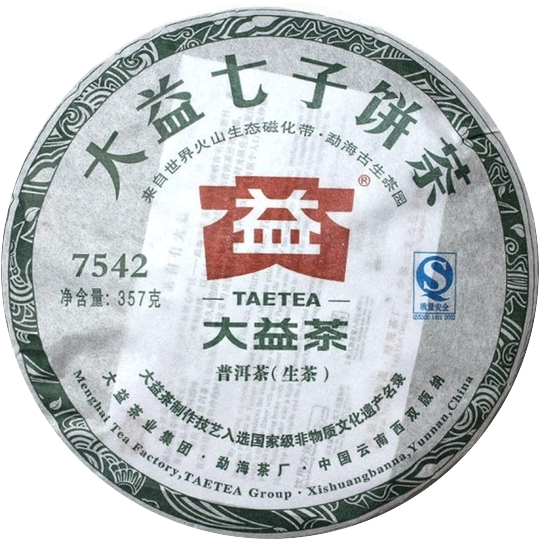 大益七子饼茶
来自世界火山生态磁化带·勐海古生茶园
益
®
7542
净含量: 357克
— TAETEA —
大益茶
普洱茶(生茶)
S
质量安全
大益茶制作技艺入选国家级非物质文化遗产名录
大益茶业集团·勐海茶厂·中国云南西双版纳
Menghai Tea Factory,TAETEA Group · Xishuangbanna,Yunnan,China